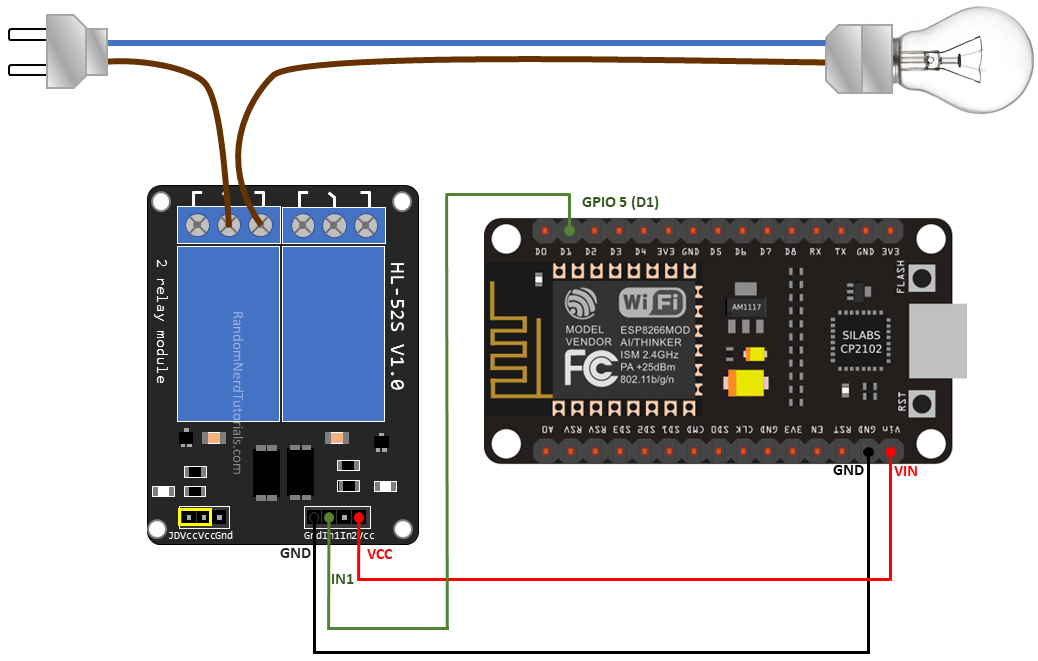 GPIO 5 (D1)
D0 D1 D2 D3 D4 3V3 GND D5 D6 D7 D8 RX TX GND 3V3
HL-52S V1.0
2 relay module
RandomNerdTutorials.com
FLASH
WiFi
MODEL
VENDOR
ESP8266MOD
AI/THINKER
ISM 2.4GHz
PA +25dBm
802.11b/g/n
FC
AM1117
SILABS
CP2102
RST
A0 RSV RSV SD3 SD2 SD1 CMD SD0 CLK GND 3V3 EN RST GND Vin
GND
VIN
JDVccVccGnd
GndIn1In2Vcc
GND
VCC
IN1